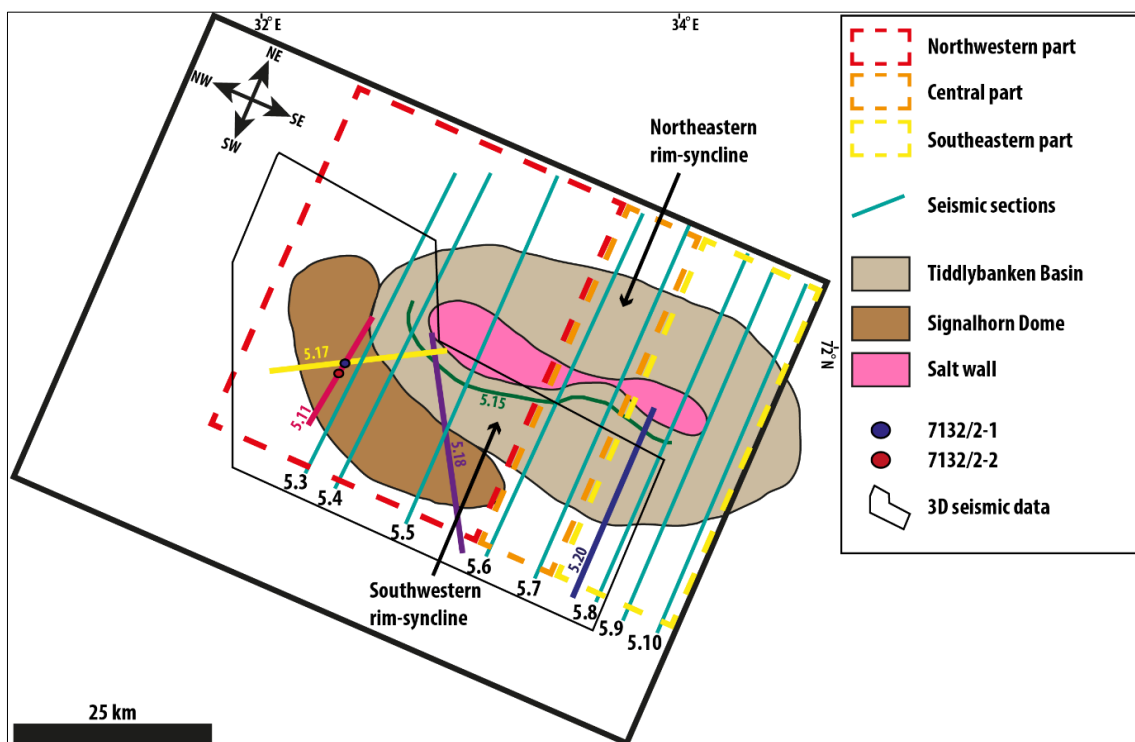 32°E
34°E
NE
NW
SE
SW
Northeastern
rim-syncline
72°N
5.17
5.11
5.15
5.18
5.20
5.3
5.4
5.5
5.6
5.7
5.8
5.9
5.10
Southwestern
rim-syncline
25 km
Northwestern part
Central part
Southeastern part
Seismic sections
Tiddlybanken Basin
Signalhorn Dome
Salt wall
7132/2-1
7132/2-2
3D seismic data